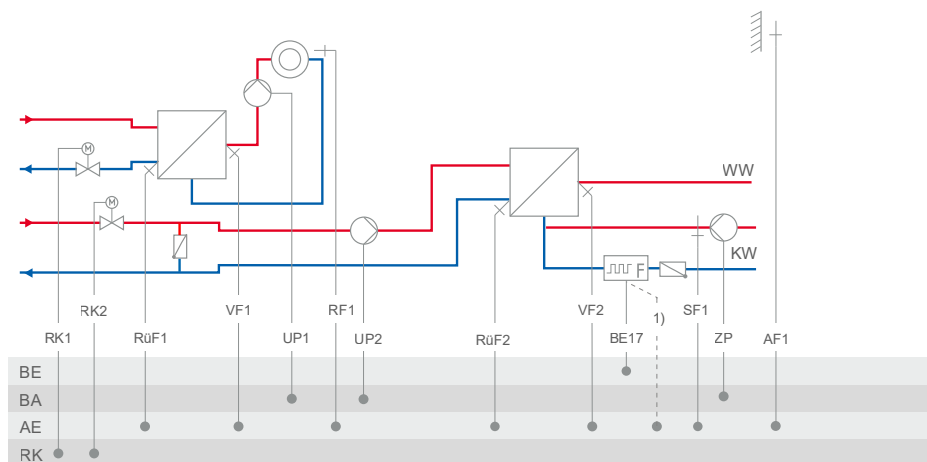 M
M
WW
F
KW
RK2
VF1
RF1
VF2
SF1
1)
RK1
RüF1
UP1
UP2
RüF2
BE17
ZP
AF1
BE
BA
AE
RK